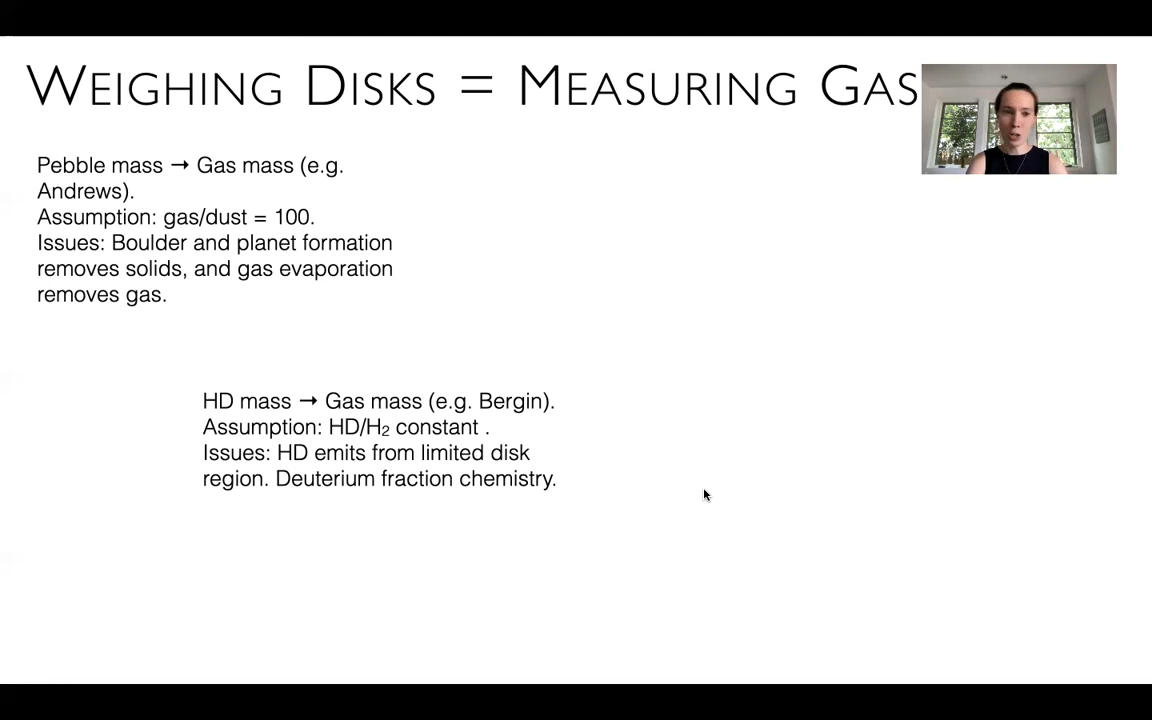 WEIGHING DISKS = MEASURING GAS
Pebble mass → Gas mass (e.g.
Andrews).
Assumption: gas/dust = 100.
Issues: Boulder and planet formation
removes solids, and gas evaporation
removes gas.
HD mass → Gas mass (e.g. Bergin).
Assumption: HD/H₂ constant .
Issues: HD emits from limited disk
region. Deuterium fraction chemistry.